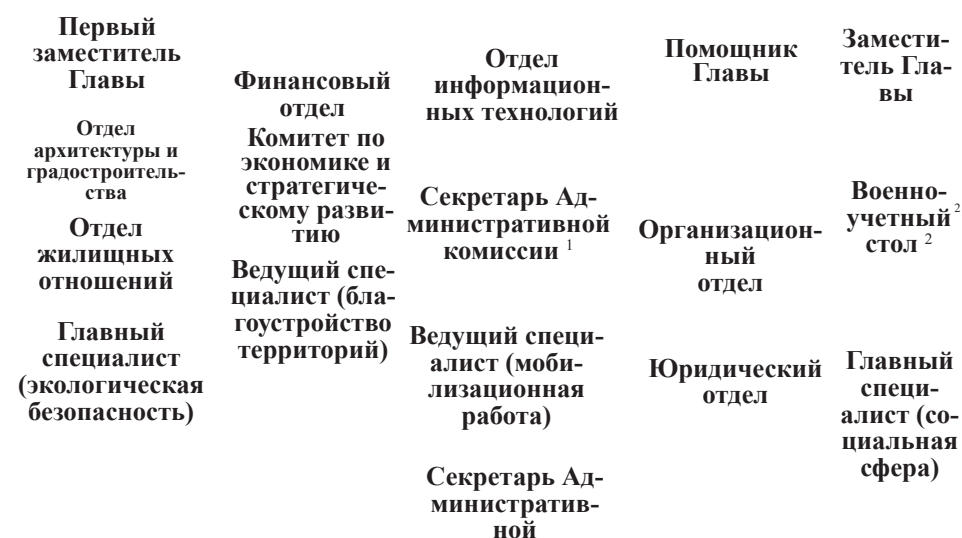 Первый
заместитель
Главы
Отдел
архитектуры и
градостроитель-
ства
Отдел
жилищных
отношений
Главный
специалист
(экологическая
безопасность)
Финансовый
отдел
Комитет по
экономике и
стратегиче-
скому разви-
тию
Ведущий спе-
циалист (бла-
гоустройство
территорий)
Отдел
информацион-
ных технологий
Секретарь Ад-
министративной
комиссии 1
Ведущий специ-
алист (моби-
лизационная
работа)
Секретарь Ад-
министратив-
ной
Помощник
Главы
Организацион-
ный
отдел
Юридический
отдел
Замести-
тель Гла-
вы
Военно-
учетный 2
стол 2
Главный
специ-
алист (со-
циальная
сфера)